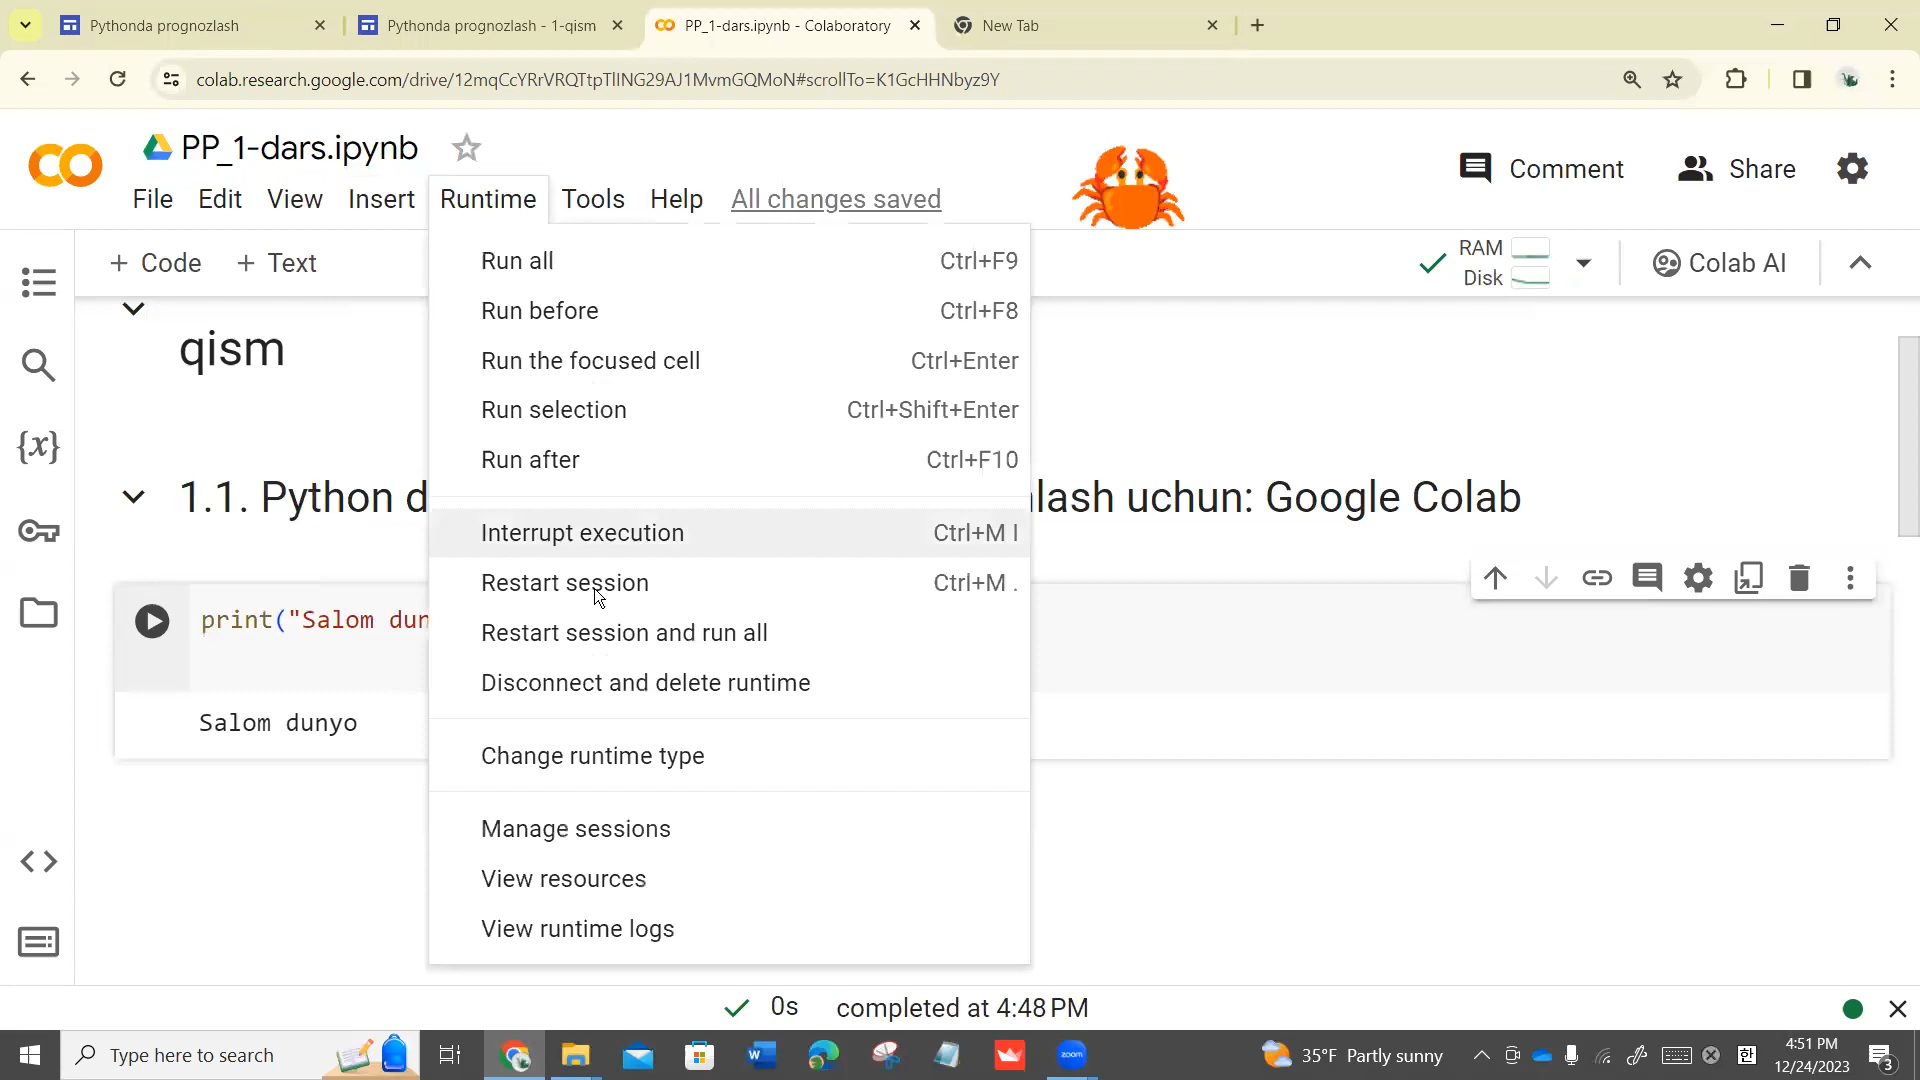 Pythonda prognozlash
Pythonda prognozlash - 1-qism
PP_1-dars.ipynb - Colaboratory
New Tab
colab.research.google.com/drive/12mqCcYRrVRQTtpTlING29AJ1MvmGQMoN#scrollTo=K1GcHHNbyz9Y
PP_1-dars.ipynb
Comment
Share
File Edit View Insert Runtime Tools Help All changes saved
+ Code + Text
RAM
Disk
Colab AI
Run all Ctrl+F9
Run before Ctrl+F8
Run the focused cell Ctrl+Enter
Run selection Ctrl+Shift+Enter
Run after Ctrl+F10
Interrupt execution Ctrl+M I
Restart session Ctrl+M .
Restart session and run all
Disconnect and delete runtime
Change runtime type
Manage sessions
View resources
View runtime logs
qism
1.1. Python d
lash uchun: Google Colab
{x}
print("Salom dun
Salom dunyo
0s completed at 4:48 PM
Type here to search
zoom
35°F Partly sunny
한
4:51 PM
12/24/2023
3